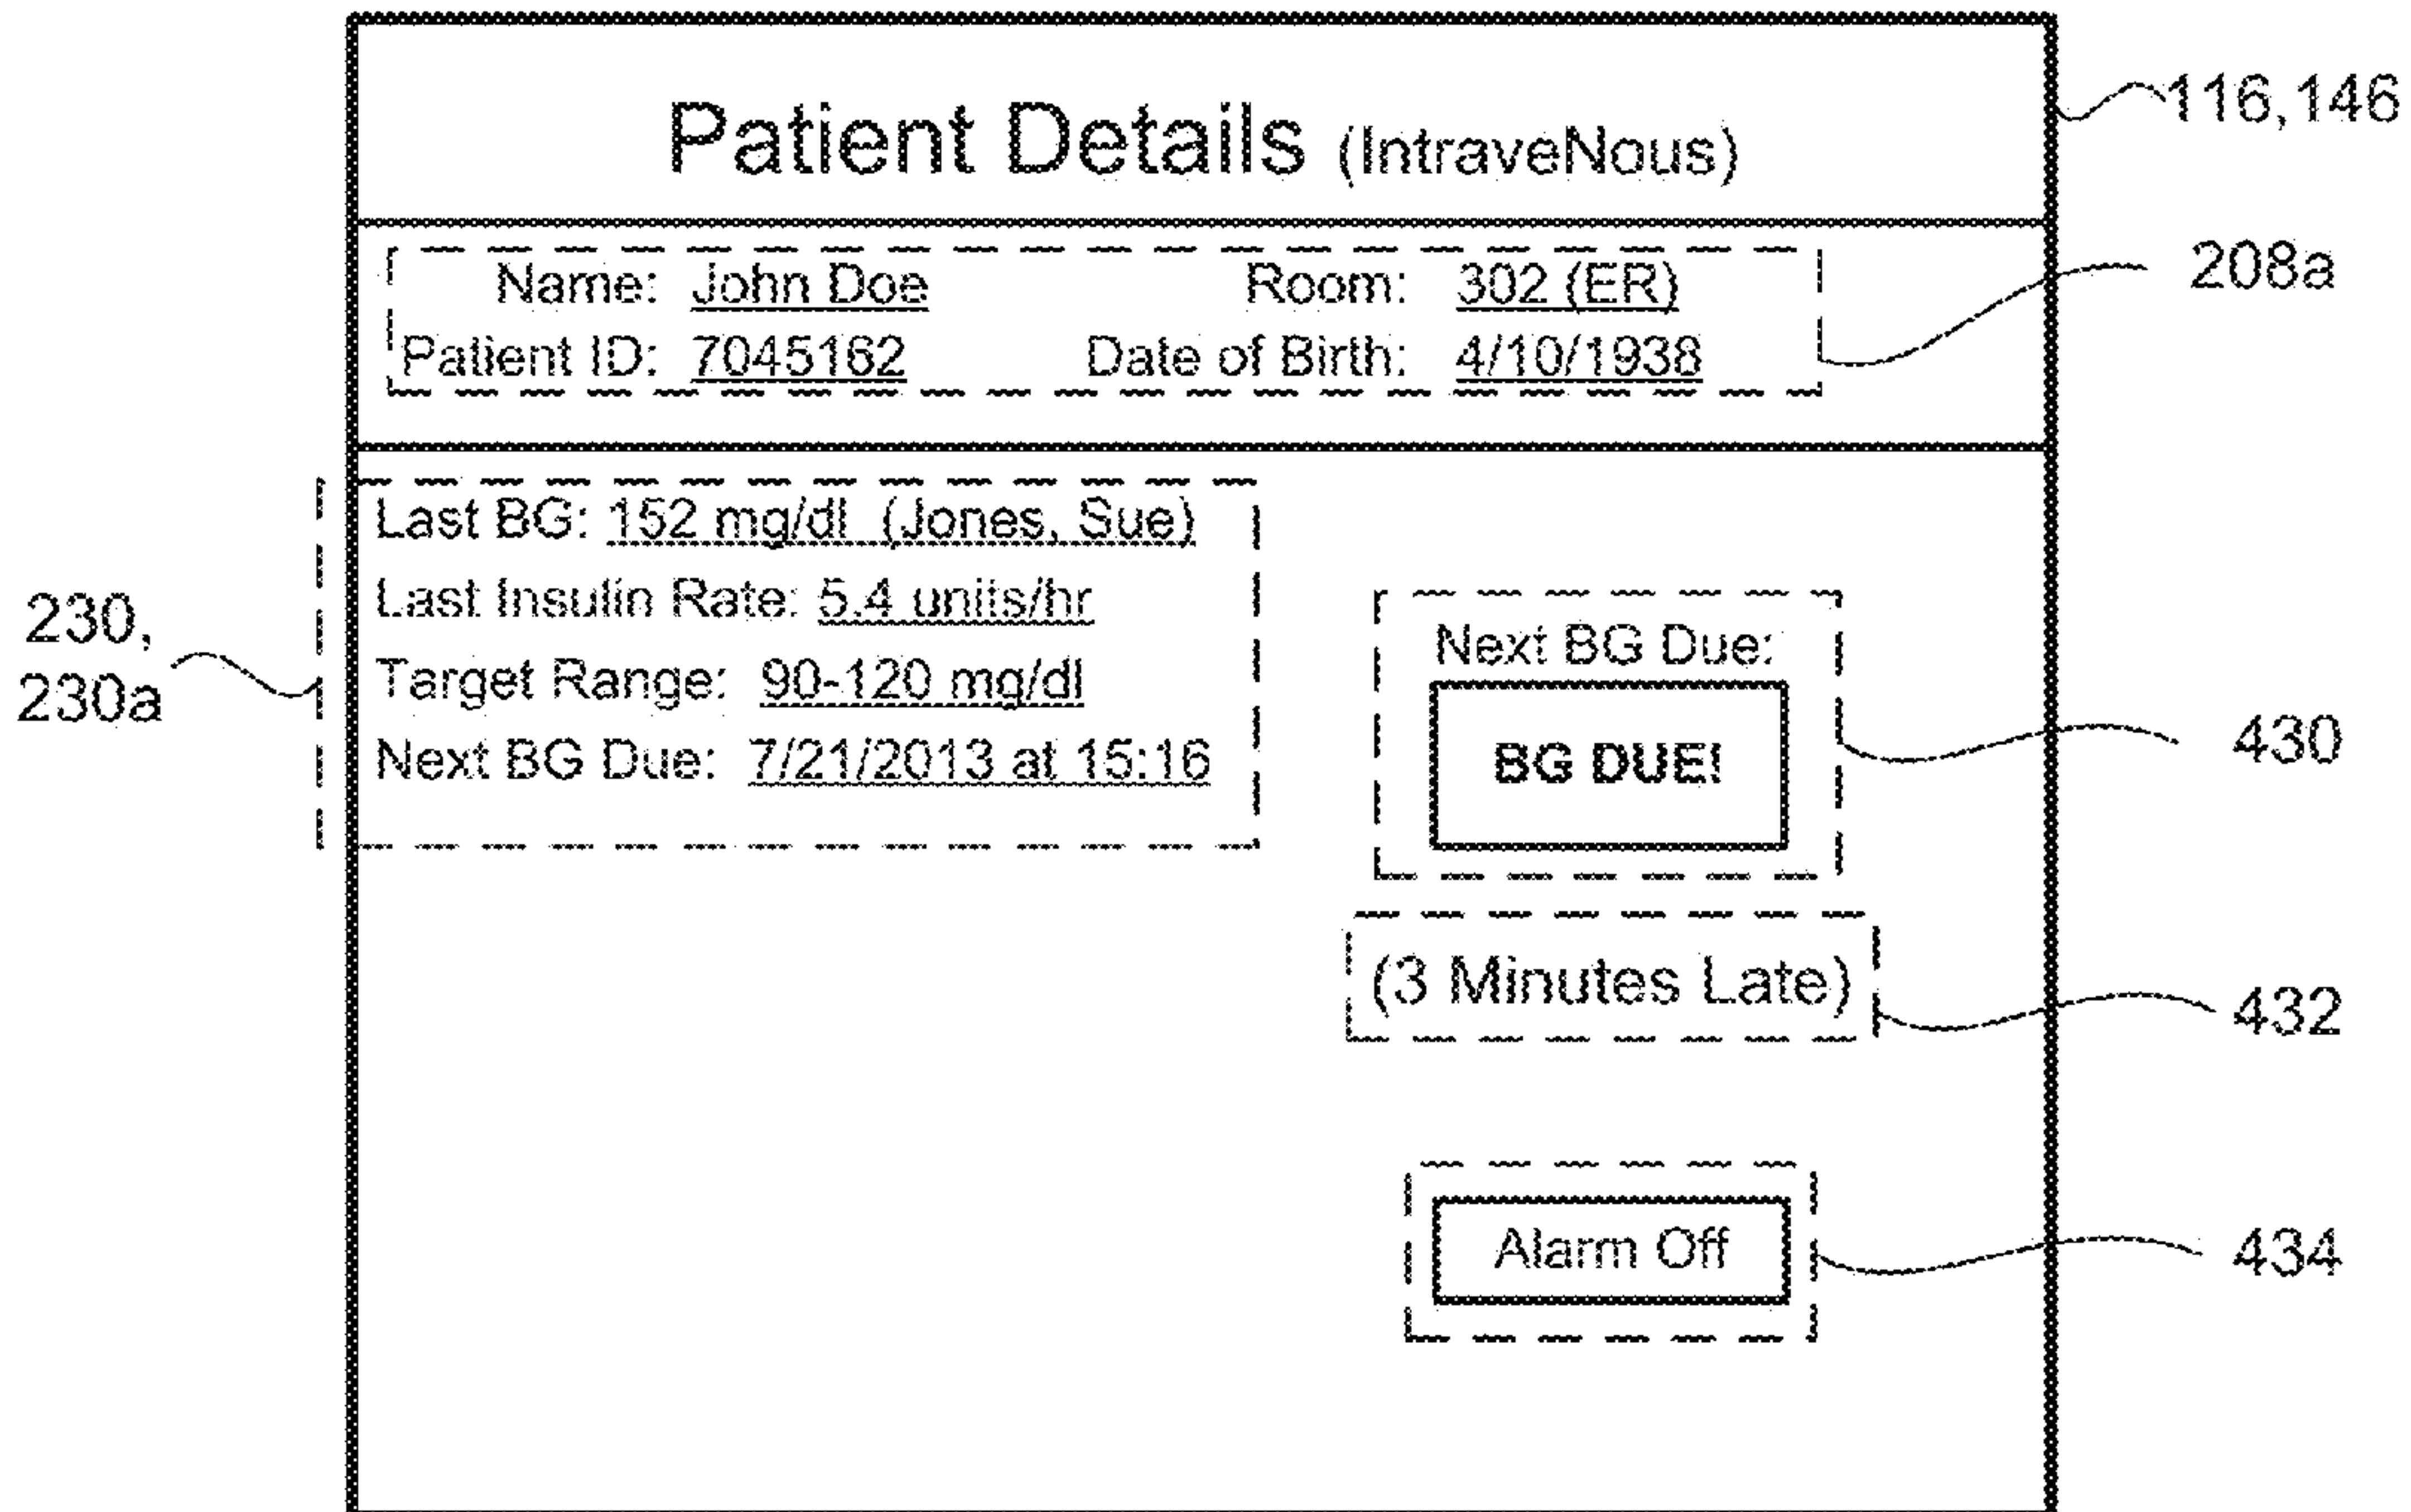 Patient Details (IntraveNous)
116,146
Name: John Doe Room: 302 (ER)
208a
Patient ID: 7045162 Date of Birth: 4/10/1938
Last BG: 152 mg/dl (Jones, Sue)
Last Insulin Rate: 5.4 units/hr
Target Range: 90-120 mg/dl
Next BG Due: 7/21/2013 at 15:16
230,
230a
Next BG Due:
BG DUE!
430
(3 Minutes Late)
432
Alarm Off
434